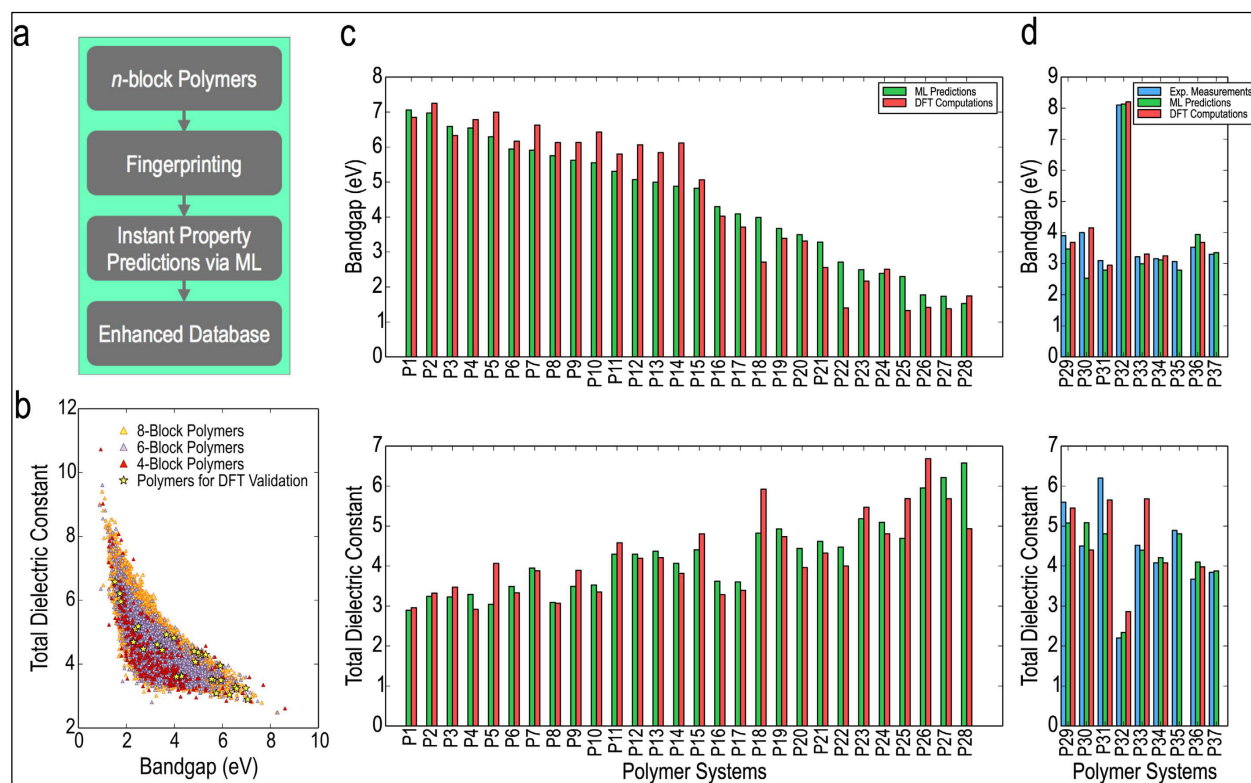 a
n-block Polymers
Fingerprinting
Instant Property
Predictions via ML
Enhanced Database
b
12
10
8
6
4
2
0 2 4 6 8 10
Total Dielectric Constant
Bandgap (eV)
8-Block Polymers
6-Block Polymers
4-Block Polymers
Polymers for DFT Validation
c
8
7
6
5
4
3
2
1
0
Bandgap (eV)
ML Predictions
DFT Computations
P1 P2 P3 P4 P5 P6 P7 P8 P9 P10 P11 P12 P13 P14 P15 P16 P17 P18 P19 P20 P21 P22 P23 P24 P25 P26 P27 P28
7
6
5
4
3
2
1
0
Total Dielectric Constant
P1 P2 P3 P4 P5 P6 P7 P8 P9 P10 P11 P12 P13 P14 P15 P16 P17 P18 P19 P20 P21 P22 P23 P24 P25 P26 P27 P28
Polymer Systems
d
9
8
7
6
5
4
3
2
1
0
Bandgap (eV)
Exp. Measurements
ML Predictions
DFT Computations
P29 P30 P31 P32 P33 P34 P35 P36 P37
7
6
5
4
3
2
1
0
Total Dielectric Constant
P29 P30 P31 P32 P33 P34 P35 P36 P37
Polymer Systems